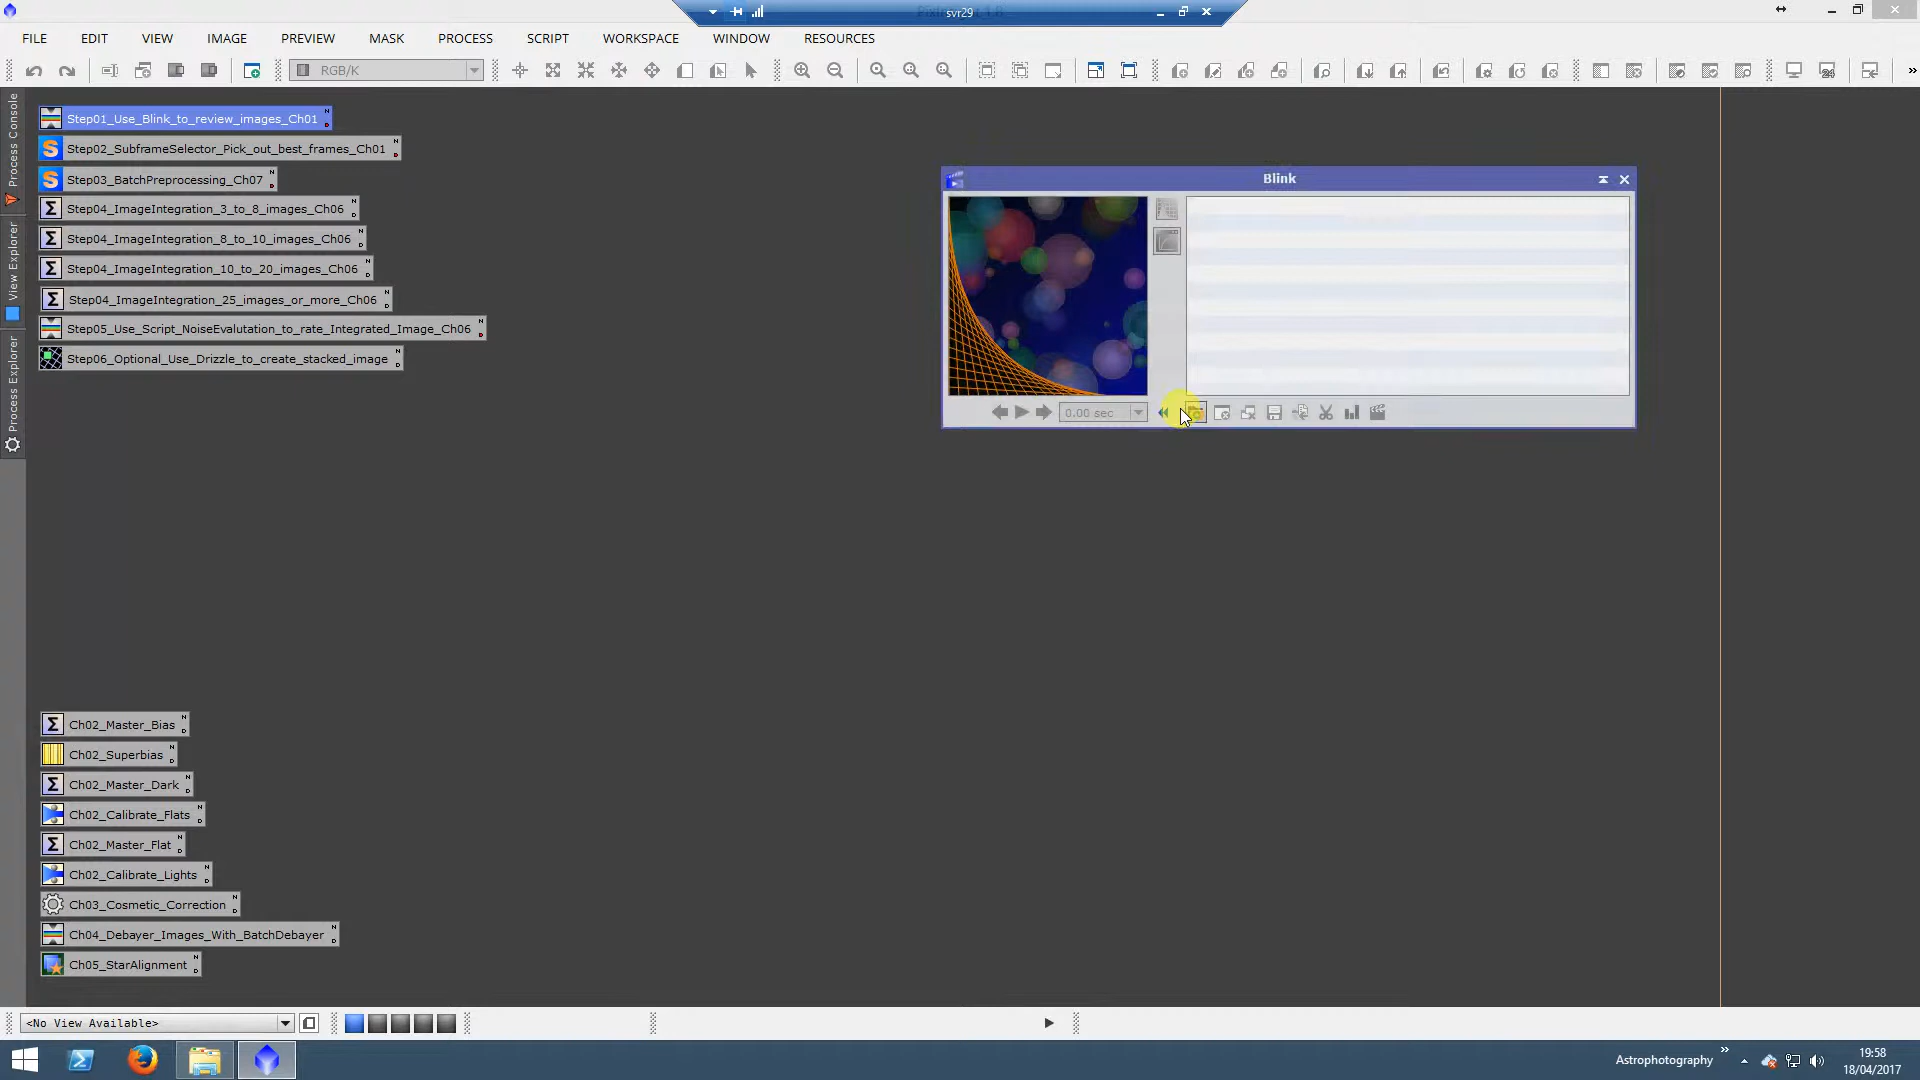 svr29
FILE EDIT VIEW IMAGE PREVIEW MASK PROCESS SCRIPT WORKSPACE WINDOW RESOURCES
RGB/K
Process Console
View Explorer
Process Explorer
Step01_Use_Blink_to_review_images_Ch01
Step02_SubframeSelector_Pick_out_best_frames_Ch01
Step03_BatchPreprocessing_Ch07
Step04_ImageIntegration_3_to_8_images_Ch06
Step04_ImageIntegration_8_to_10_images_Ch06
Step04_ImageIntegration_10_to_20_images_Ch06
Step04_ImageIntegration_25_images_or_more_Ch06
Step05_Use_Script_NoiseEvalutation_to_rate_Integrated_Image_Ch06
Step06_Optional_Use_Drizzle_to_create_stacked_image
Blink
0.00 sec
Ch02_Master_Bias
Ch02_Superbias
Ch02_Master_Dark
Ch02_Calibrate_Flats
Ch02_Master_Flat
Ch02_Calibrate_Lights
Ch03_Cosmetic_Correction
Ch04_Debayer_Images_With_BatchDebayer
Ch05_StarAlignment
<No View Available>
Astrophotography
19:58
18/04/2017